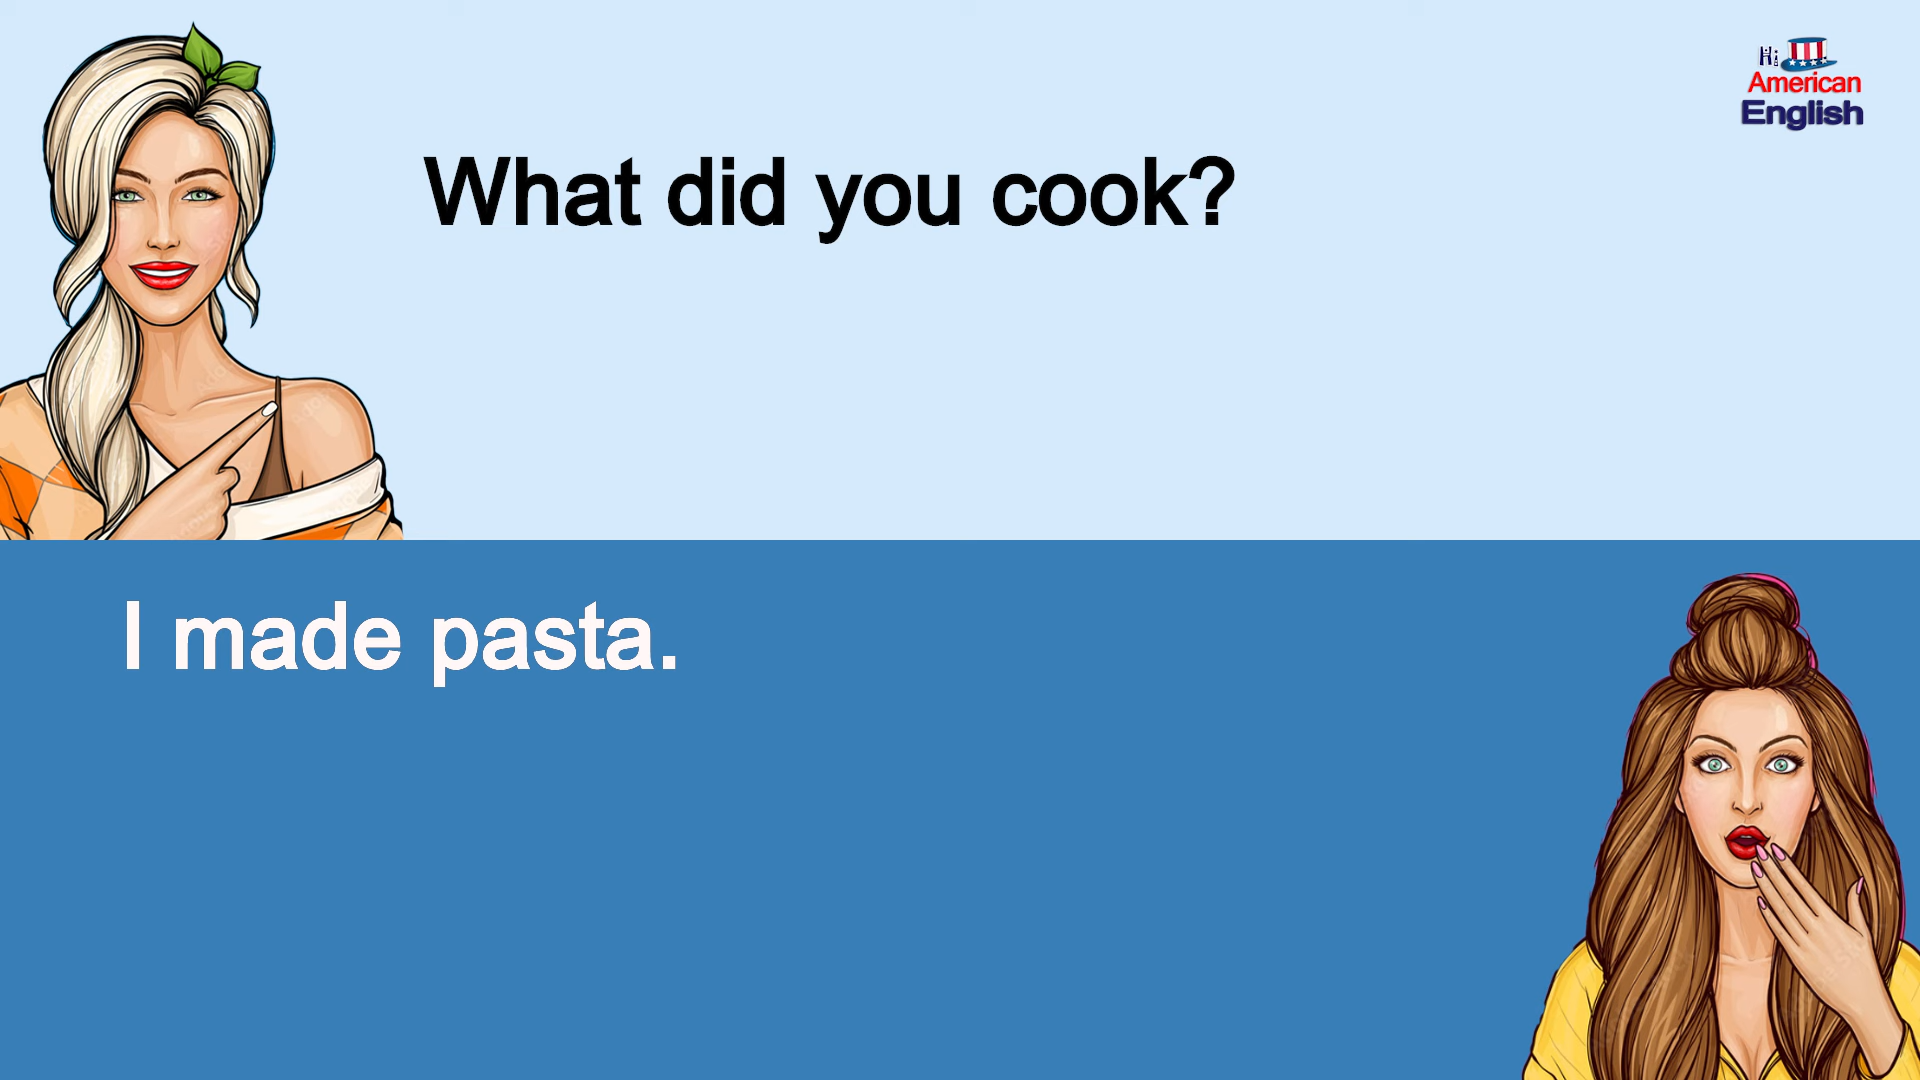 Hi
American
English
What did you cook?
I made pasta.